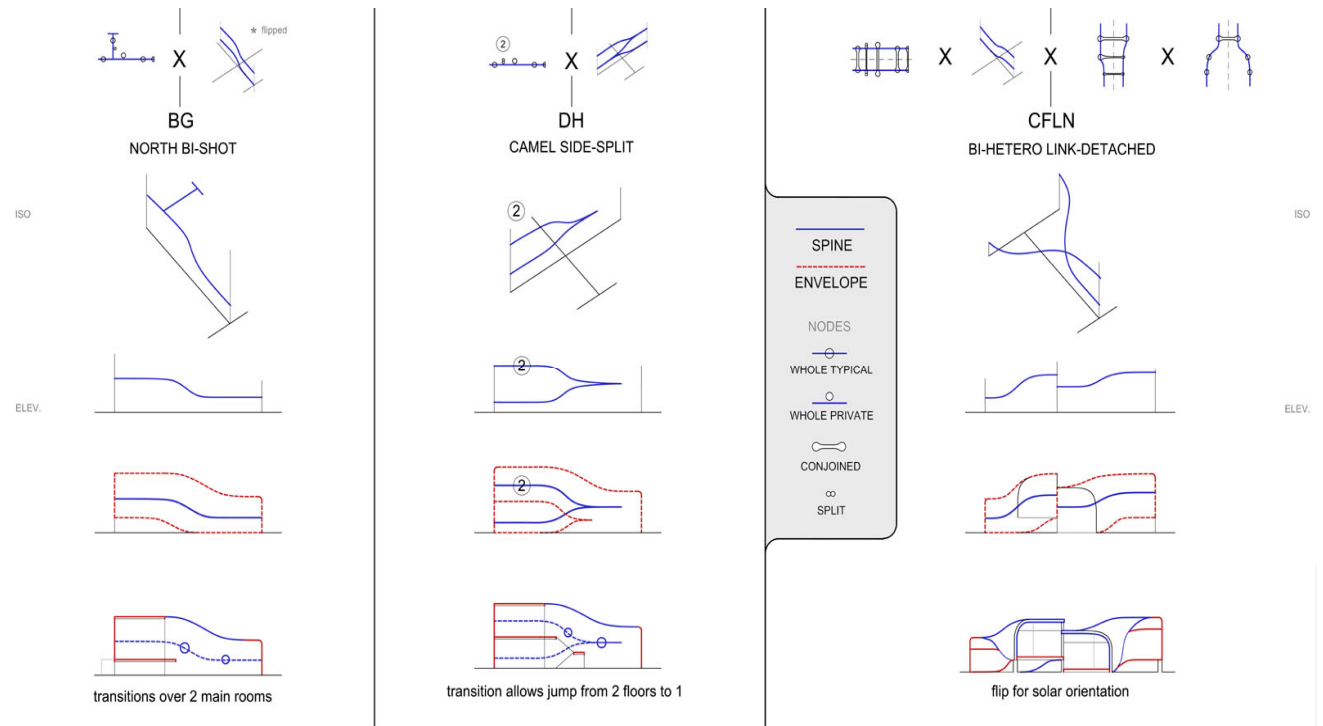 * flipped
X
2
X
X
X
X
BG
NORTH BI-SHOT
DH
CAMEL SIDE-SPLIT
CFLN
BI-HETERO LINK-DETACHED
ISO
2
ISO
SPINE
ENVELOPE
NODES
WHOLE TYPICAL
WHOLE PRIVATE
CONJOINED
SPLIT
ELEV.
2
ELEV.
2
transitions over 2 main rooms
transition allows jump from 2 floors to 1
flip for solar orientation